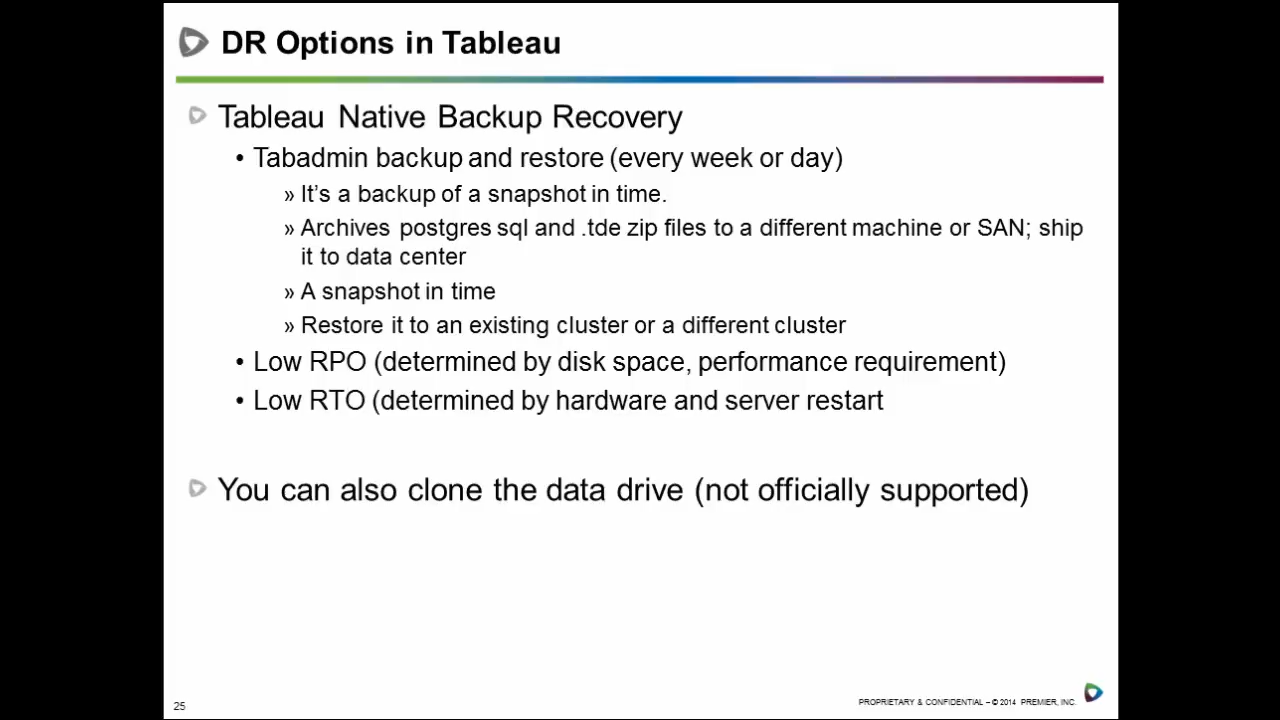 DR Options in Tableau
Tableau Native Backup Recovery
• Tabadmin backup and restore (every week or day)
» It's a backup of a snapshot in time.
» Archives postgres sql and .tde zip files to a different machine or SAN; ship
it to data center
» A snapshot in time
» Restore it to an existing cluster or a different cluster
• Low RPO (determined by disk space, performance requirement)
• Low RTO (determined by hardware and server restart
You can also clone the data drive (not officially supported)
25
PROPRIETARY & CONFIDENTIAL – © 2014 PREMIER, INC.